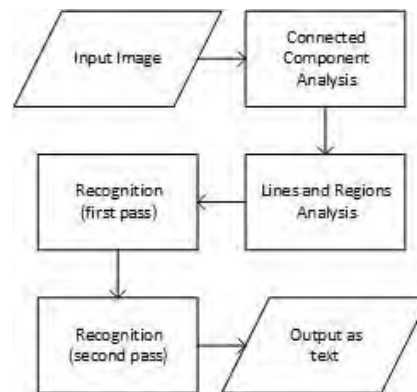 Input Image
Connected
Component
Analysis
Lines and Regions
Analysis
Recognition
(first pass)
Recognition
(second pass)
Output as
text